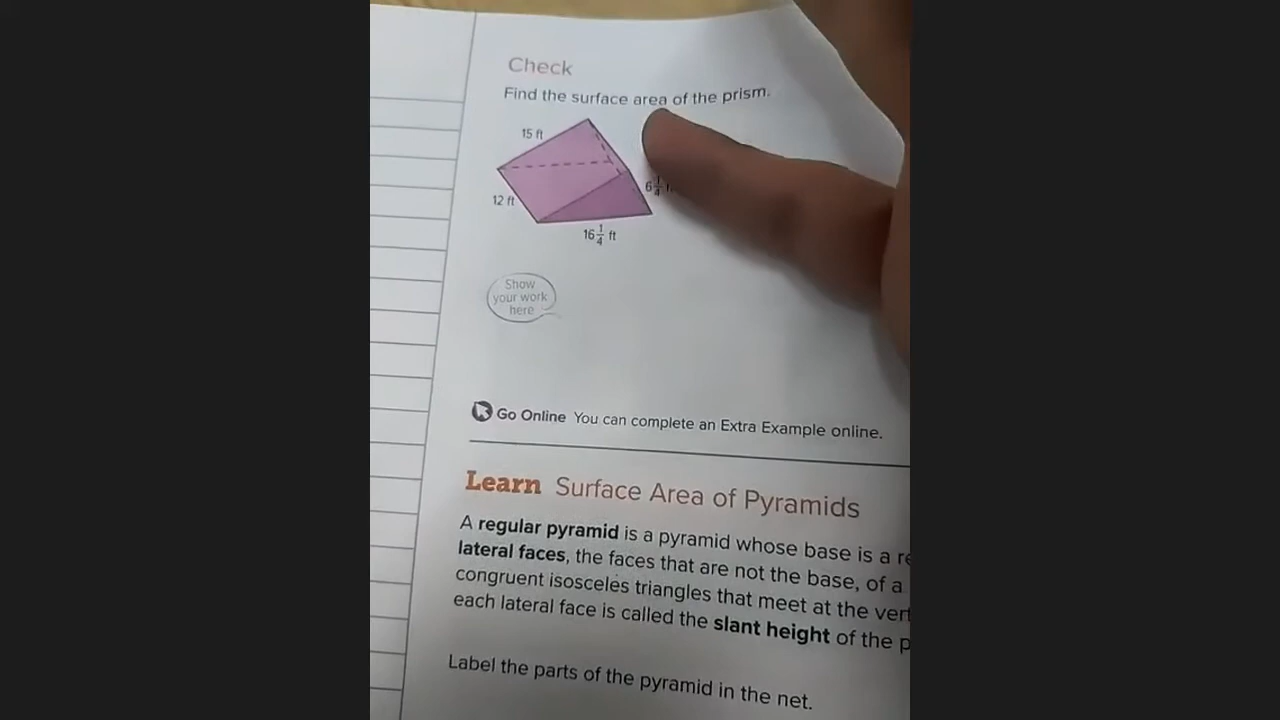 Check
Find the surface area of the prism.
15 ft
6 1/4
12 ft
16 1/4 ft
Show
your work
here
Go Online You can complete an Extra Example online.
Learn Surface Area of Pyramids
A regular pyramid is a pyramid whose base is a
lateral faces, the faces that are not the base, of a
congruent isosceles triangles that meet at the
each lateral face is called the slant height of the
Label the parts of the pyramid in the net.